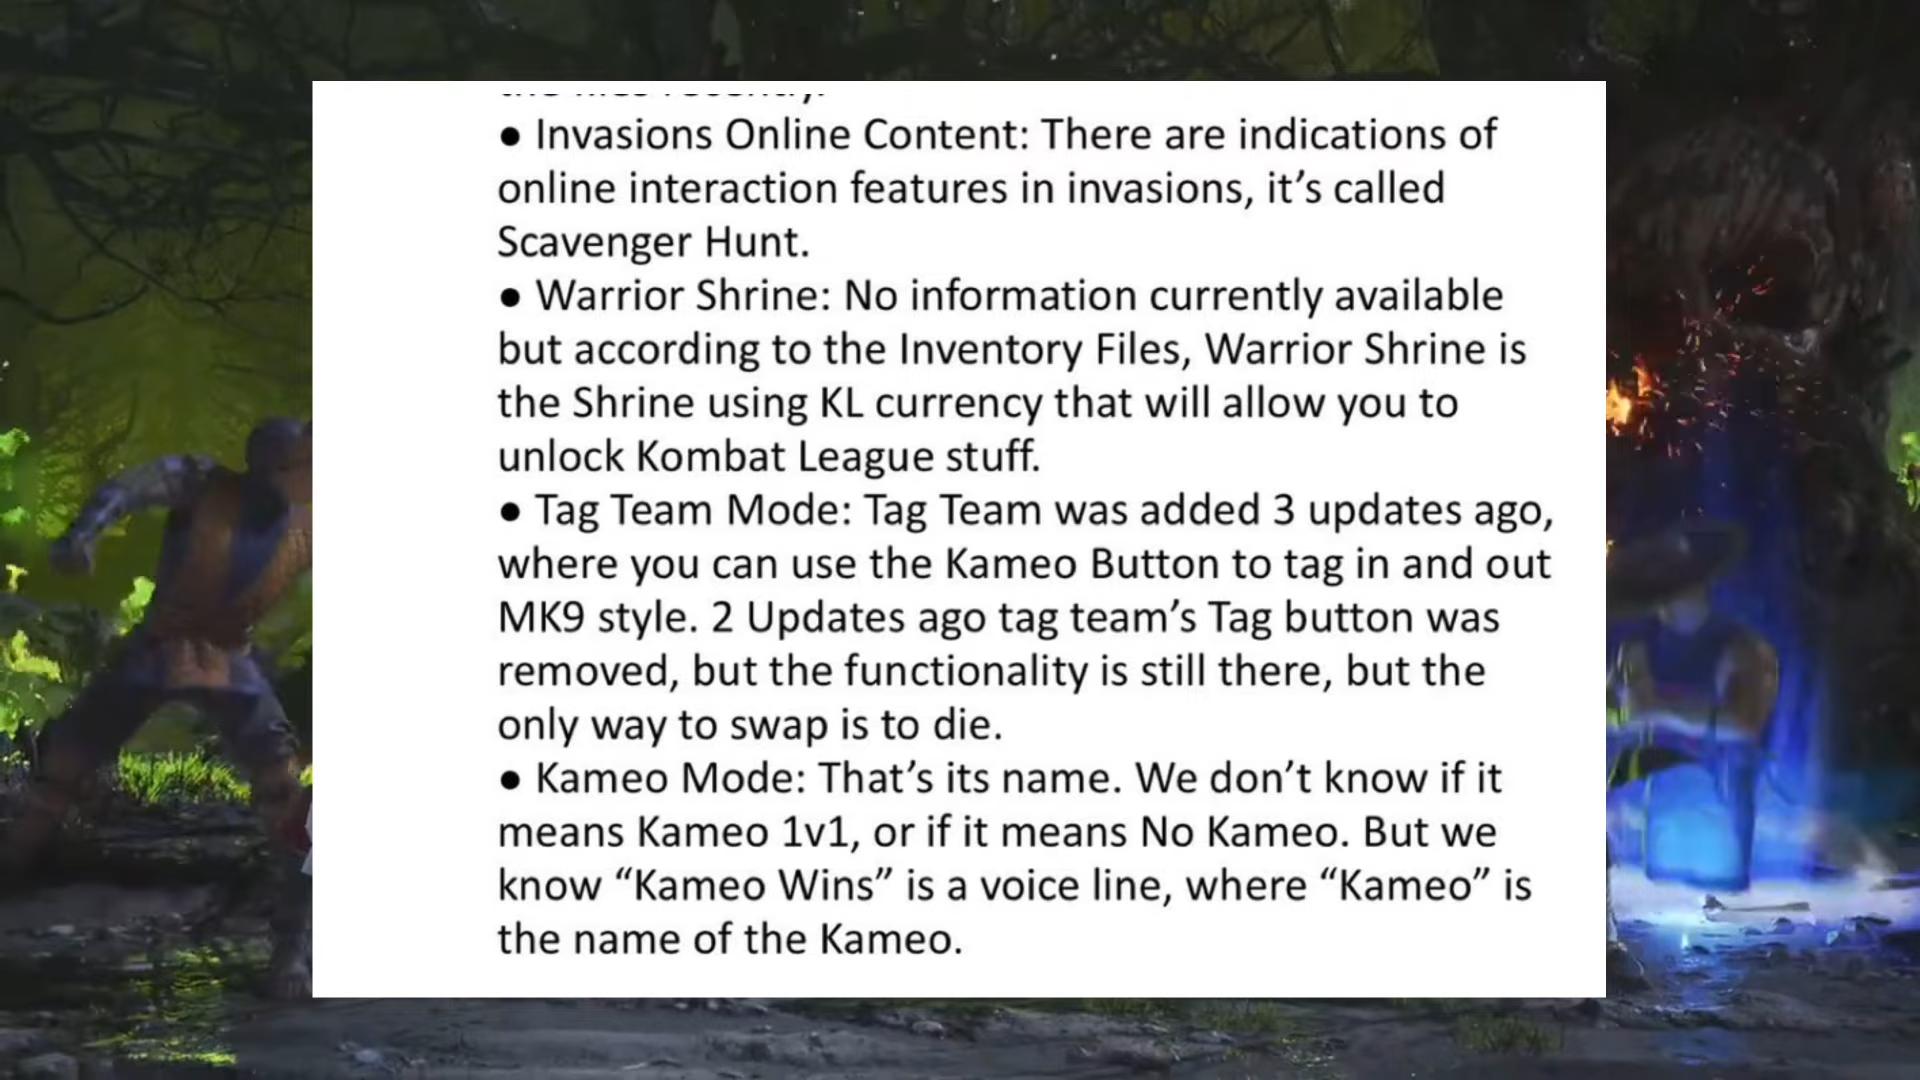 ● Invasions Online Content: There are indications of
online interaction features in invasions, it’s called
Scavenger Hunt.
● Warrior Shrine: No information currently available
but according to the Inventory Files, Warrior Shrine is
the Shrine using KL currency that will allow you to
unlock Kombat League stuff.
● Tag Team Mode: Tag Team was added 3 updates ago,
where you can use the Kameo Button to tag in and out
MK9 style. 2 Updates ago tag team’s Tag button was
removed, but the functionality is still there, but the
only way to swap is to die.
● Kameo Mode: That’s its name. We don’t know if it
means Kameo 1v1, or if it means No Kameo. But we
know “Kameo Wins” is a voice line, where “Kameo” is
the name of the Kameo.